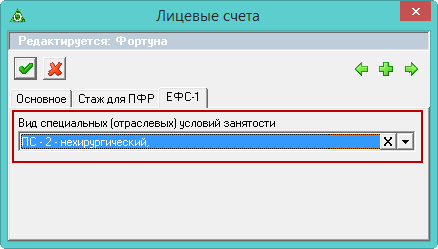 Лицевые счета
Редактируется: Фортуна
Основное Стаж для ПФР ЕФС-1
Вид специальных (отраслевых) условий занятости
ПС - 2 - нехирургический,